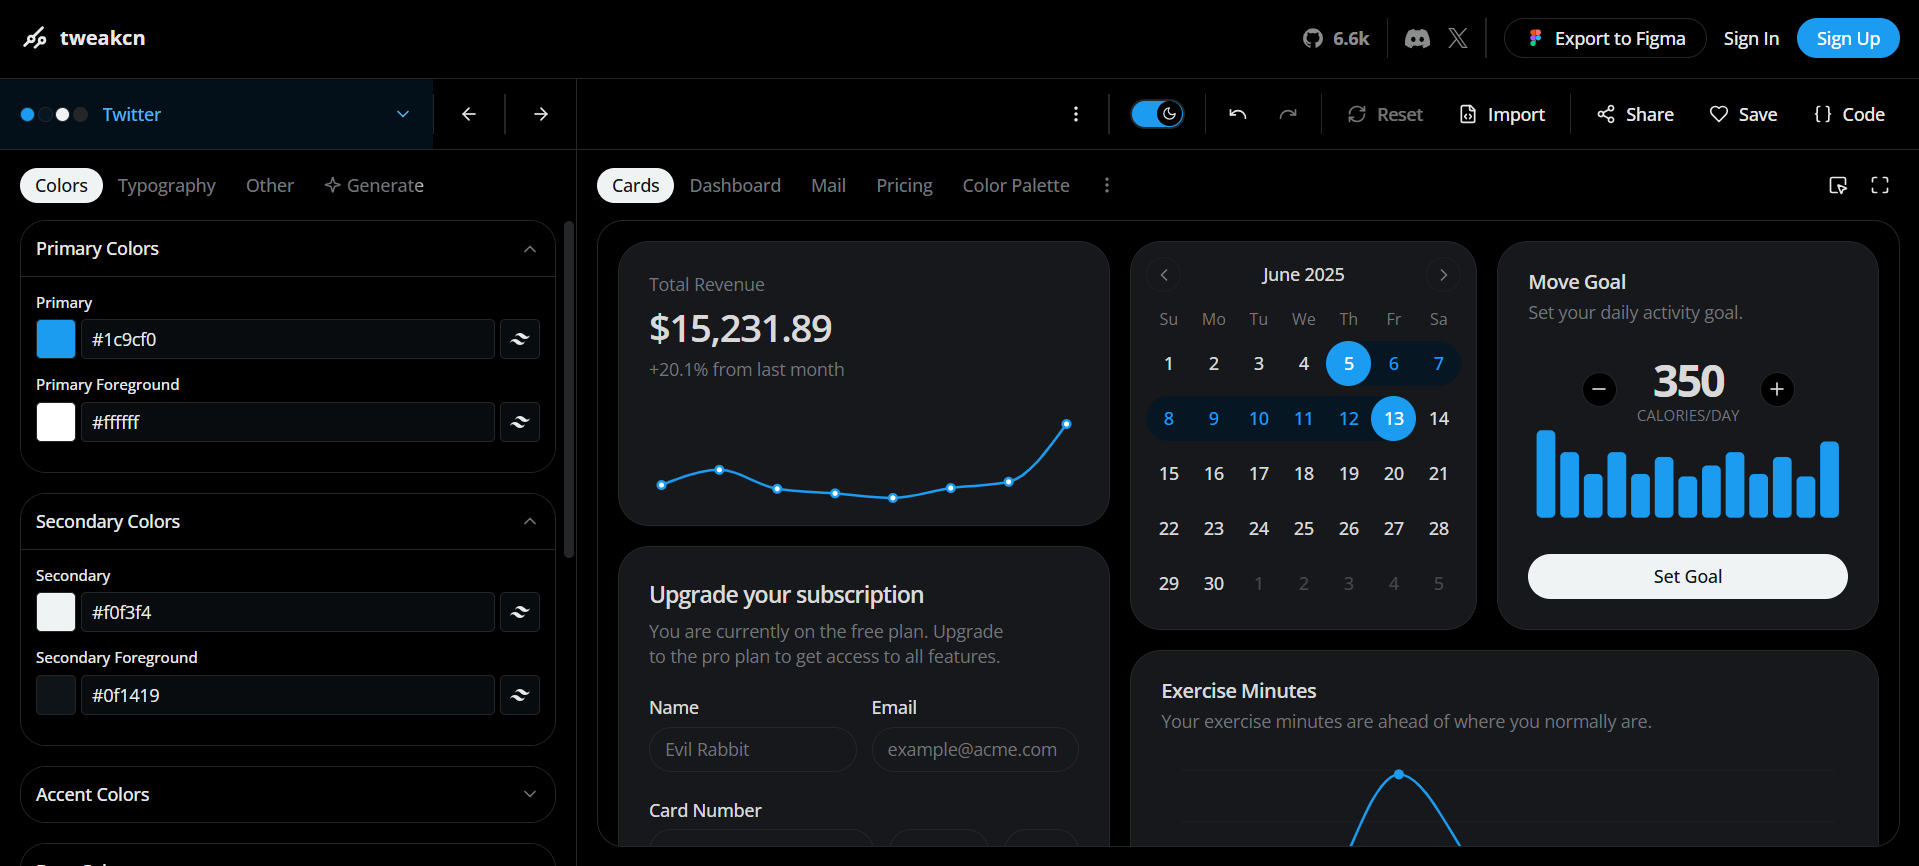 tweakcn
6.6k
Export to Figma
Sign In
Sign Up
Twitter
Reset
Import
Share
Save
Code
Colors
Typography
Other
Generate
Cards
Dashboard
Mail
Pricing
Color Palette
Primary Colors
Primary
#1c9cf0
Primary Foreground
#ffffff
Secondary Colors
Secondary
#f0f3f4
Secondary Foreground
#0f1419
Accent Colors
Total Revenue
$15,231.89
+20.1% from last month
Upgrade your subscription
You are currently on the free plan. Upgrade
to the pro plan to get access to all features.
Name
Email
Evil Rabbit
example@acme.com
Card Number
June 2025
Su Mo Tu We Th Fr Sa
1 2 3 4 5 6 7
8 9 10 11 12 13 14
15 16 17 18 19 20 21
22 23 24 25 26 27 28
29 30 1 2 3 4 5
Move Goal
Set your daily activity goal.
350
CALORIES/DAY
Set Goal
Exercise Minutes
Your exercise minutes are ahead of where you normally are.